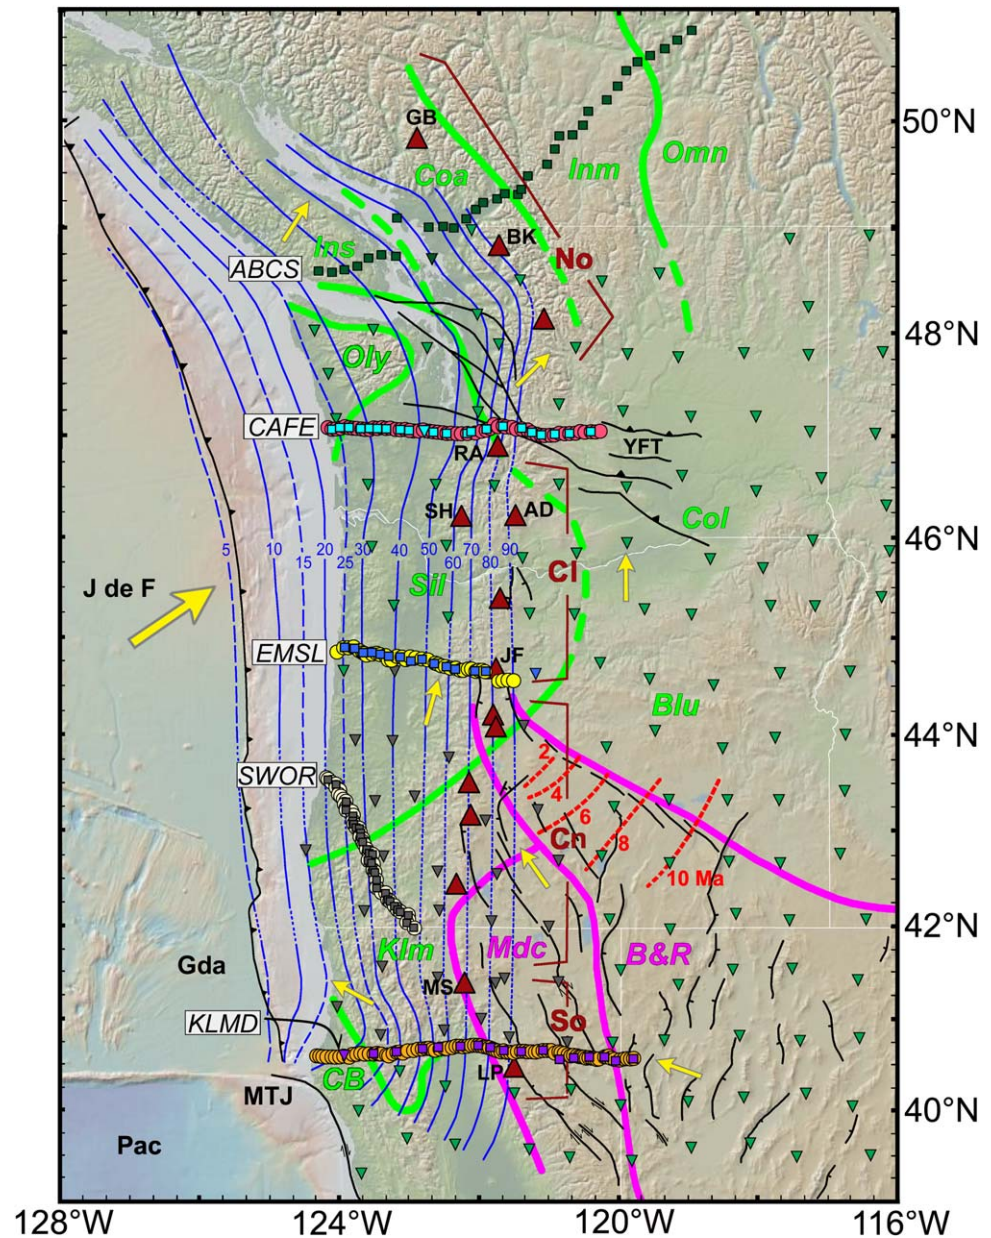 50°N
GB
Omn
Inm
Coa
BK
Ins
No
ABCS
48°N
Oly
CAFE
YFT
RA
SH
AD
Col
46°N
5
10
15
20
25
30
40
50
60
70
80
90
Cl
J de F
Sil
EMSL
JF
Blu
44°N
2
SWOR
4
6
8
Cn
10 Ma
42°N
Klm
Mdc
B&R
Gda
MS
KLMD
So
LP
CB
MTJ
40°N
Pac
128°W
124°W
120°W
116°W